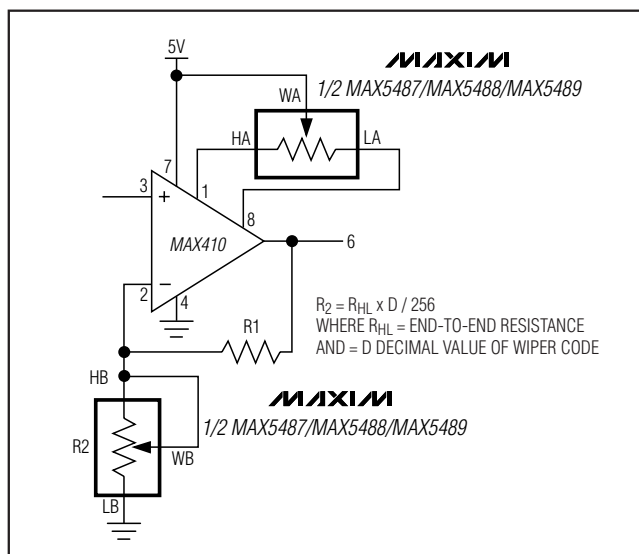 5V
MAXIM
1/2 MAX5487/MAX5488/MAX5489
WA
HA
LA
7
1
3
+
8
MAX410
6
−
2
4
R1
R2 = RHL x D / 256
WHERE RHL = END-TO-END RESISTANCE
AND = D DECIMAL VALUE OF WIPER CODE
HB
MAXIM
1/2 MAX5487/MAX5488/MAX5489
R2
WB
LB